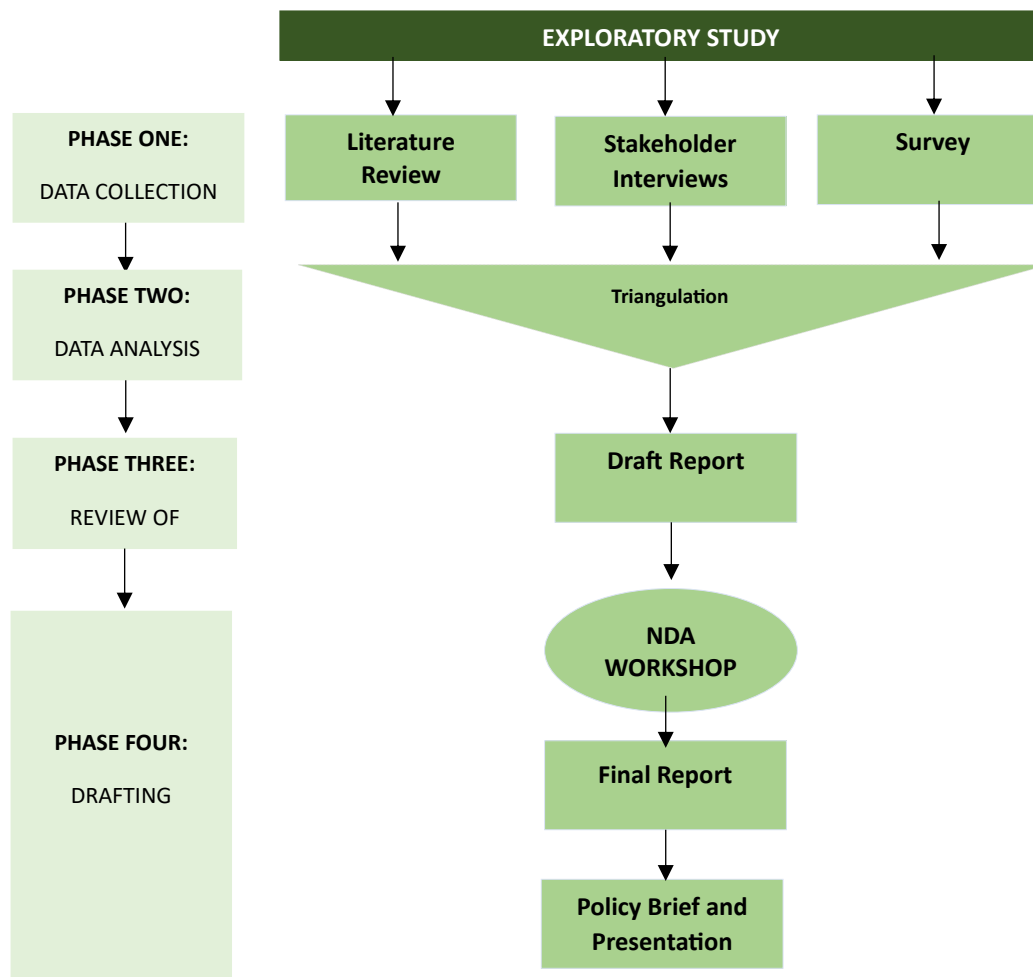 EXPLORATORY STUDY
PHASE ONE:
DATA COLLECTION
Literature
Review
Stakeholder
Interviews
Survey
PHASE TWO:
DATA ANALYSIS
Triangulation
PHASE THREE:
REVIEW OF
Draft Report
NDA
WORKSHOP
PHASE FOUR:
DRAFTING
Final Report
Policy Brief and
Presentation